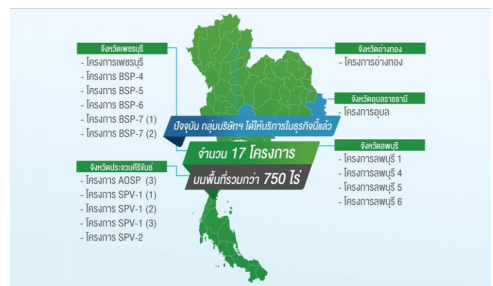 จังหวัดเพชรบุรี
- โครงการเพชรบุรี
- โครงการ BSP-4
- โครงการ BSP-5
- โครงการ BSP-6
- โครงการ BSP-7 (1)
- โครงการ BSP-7 (2)
จังหวัดอ่างทอง
- โครงการอ่างทอง
จังหวัดอุบลราชธานี
- โครงการอุบล
ปัจจุบัน กลุ่มบริษัทฯ ได้ให้บริการในธุรกิจนี้แล้ว
จำนวน 17 โครงการ
บนพื้นที่รวมกว่า 750 ไร่
จังหวัดลพบุรี
- โครงการลพบุรี 1
- โครงการลพบุรี 4
- โครงการลพบุรี 5
- โครงการลพบุรี 6
จังหวัดประจวบคีรีขันธ์
- โครงการ AOSP (3)
- โครงการ SPV-1 (1)
- โครงการ SPV-1 (2)
- โครงการ SPV-1 (3)
- โครงการ SPV-2